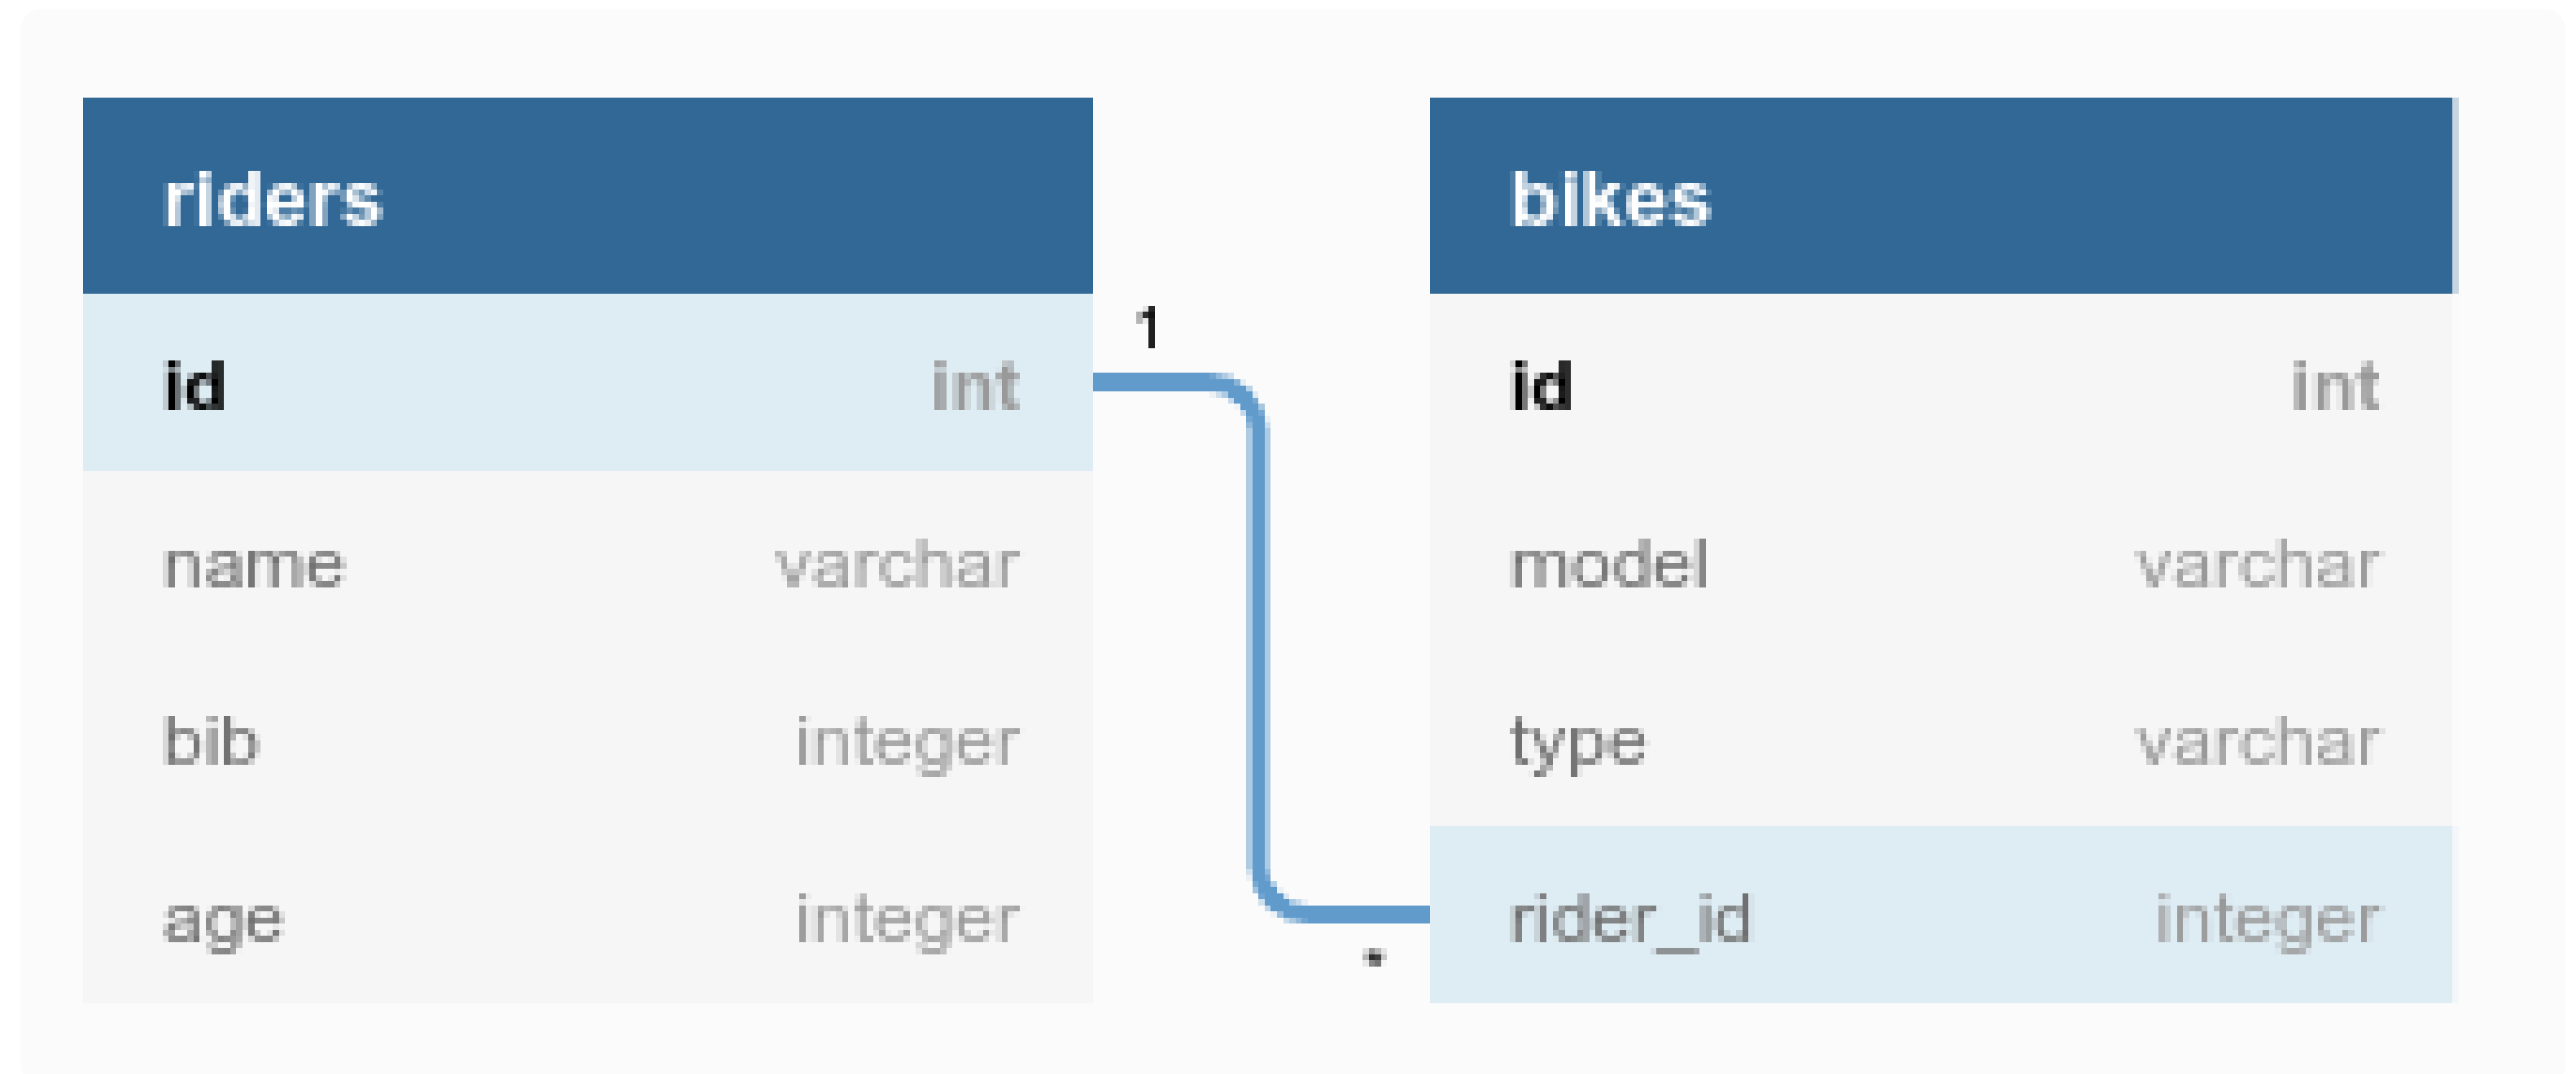 riders
id int
name varchar
bib integer
age integer
1
*
bikes
id int
model varchar
type varchar
rider_id integer